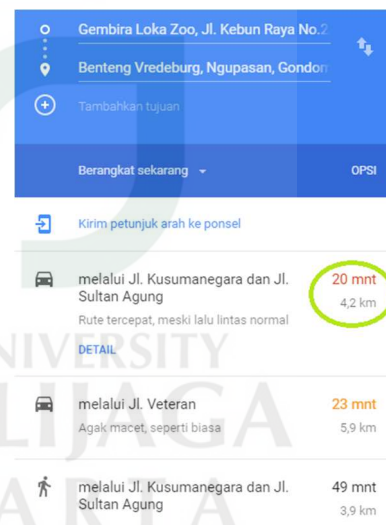 Gembira Loka Zoo, Jl. Kebun Raya No.2
Benteng Vredeburg, Ngupasan, Gondom
Tambahkan tujuan
Berangkat sekarang
OPSI
Kirim petunjuk arah ke ponsel
melalui Jl. Kusumanegara dan Jl. 20 mnt
Sultan Agung 4,2 km
Rute tercepat, meski lalu lintas normal
DETAIL
melalui Jl. Veteran 23 mnt
Agak macet, seperti biasa 5,9 km
melalui Jl. Kusumanegara dan Jl. 49 mnt
Sultan Agung 3,9 km